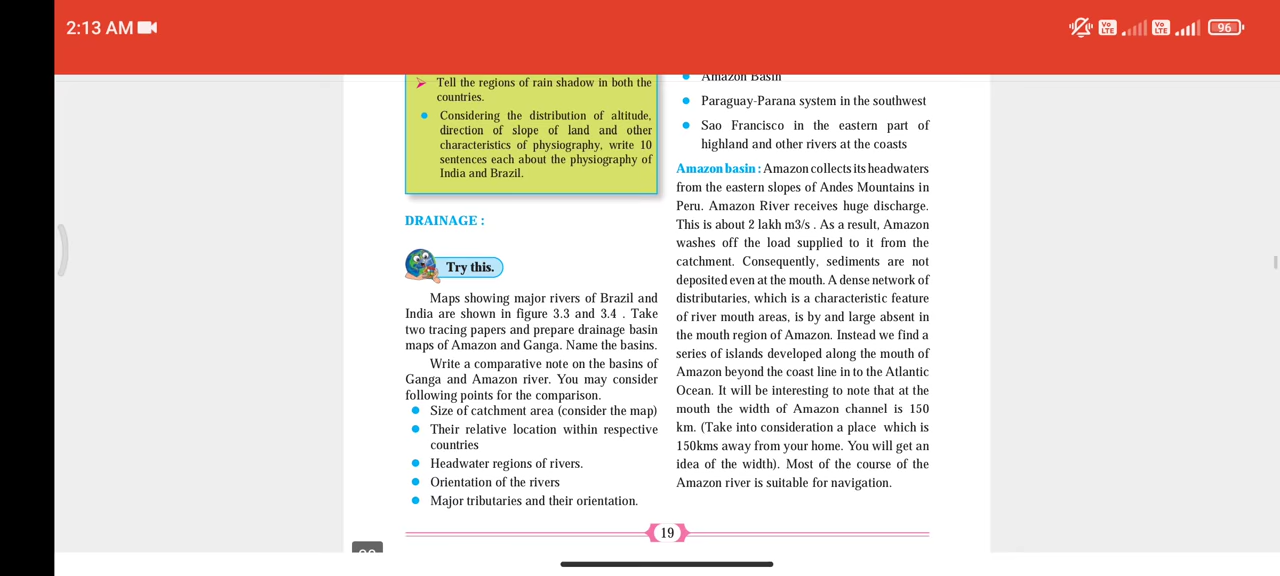 2:13 AM
Vo LTE
Vo LTE
96
Tell the regions of rain shadow in both the
countries.
Considering the distribution of altitude,
direction of slope of land and other
characteristics of physiography, write 10
sentences each about the physiography of
India and Brazil.
DRAINAGE :
Try this.
Maps showing major rivers of Brazil and
India are shown in figure 3.3 and 3.4 . Take
two tracing papers and prepare drainage basin
maps of Amazon and Ganga. Name the basins.
Write a comparative note on the basins of
Ganga and Amazon river. You may consider
following points for the comparison.
Size of catchment area (consider the map)
Their relative location within respective
countries
Headwater regions of rivers.
Orientation of the rivers
Major tributaries and their orientation.
Amazon Basin
Paraguay-Parana system in the southwest
Sao Francisco in the eastern part of
highland and other rivers at the coasts
Amazon basin : Amazon collects its headwaters
from the eastern slopes of Andes Mountains in
Peru. Amazon River receives huge discharge.
This is about 2 lakh m3/s . As a result, Amazon
washes off the load supplied to it from the
catchment. Consequently, sediments are not
deposited even at the mouth. A dense network of
distributaries, which is a characteristic feature
of river mouth areas, is by and large absent in
the mouth region of Amazon. Instead we find a
series of islands developed along the mouth of
Amazon beyond the coast line in to the Atlantic
Ocean. It will be interesting to note that at the
mouth the width of Amazon channel is 150
km. (Take into consideration a place which is
150kms away from your home. You will get an
idea of the width). Most of the course of the
Amazon river is suitable for navigation.
19